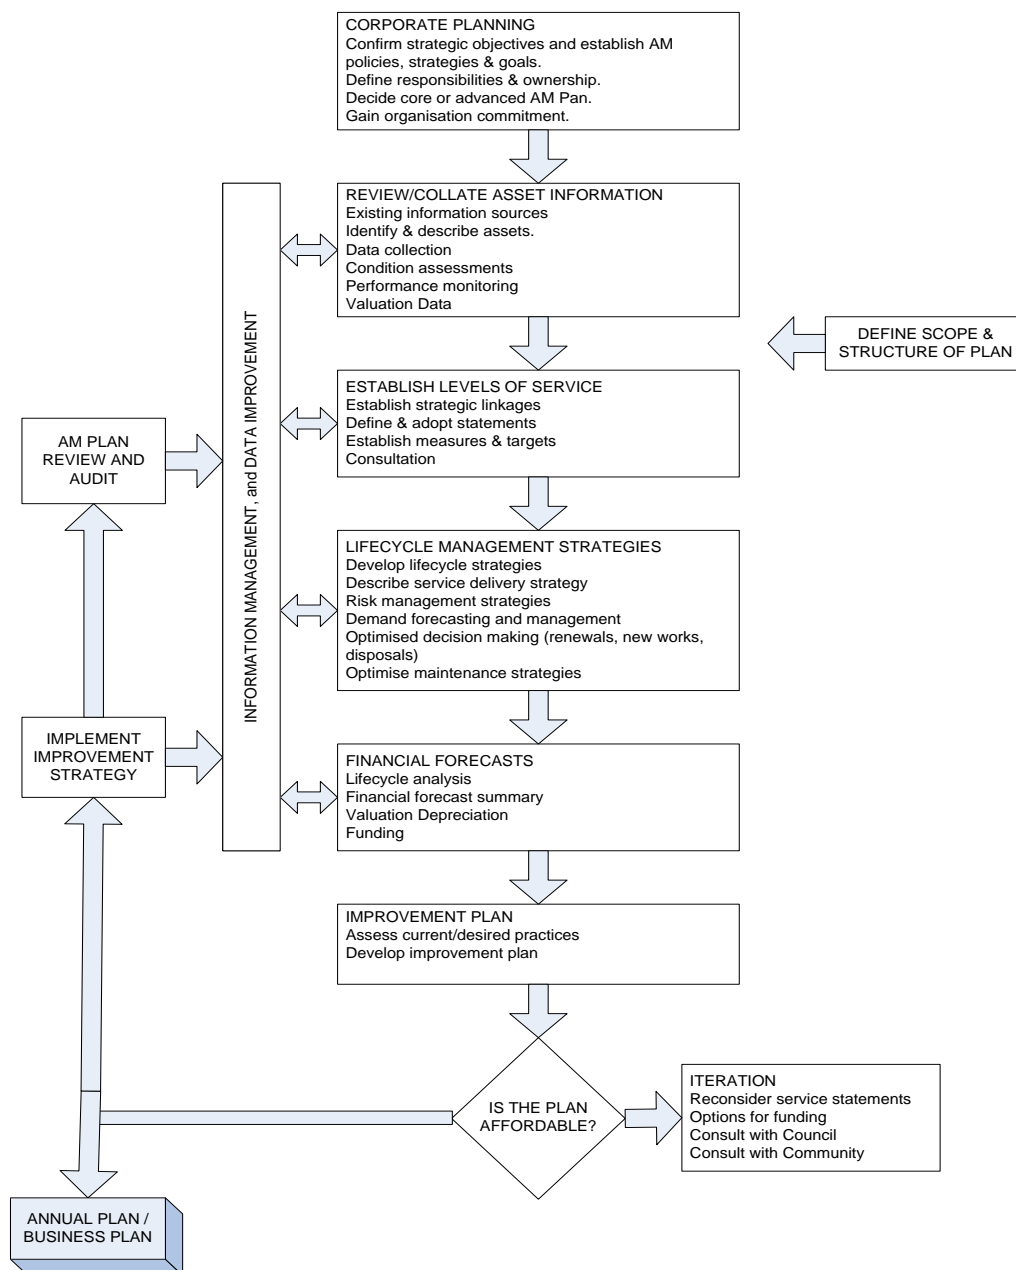 CORPORATE PLANNING
Confirm strategic objectives and establish AM
policies, strategies & goals.
Define responsibilities & ownership.
Decide core or advanced AM Pan.
Gain organisation commitment.
REVIEW/COLLATE ASSET INFORMATION
Existing information sources
Identify & describe assets.
Data collection
Condition assessments
Performance monitoring
Valuation Data
DEFINE SCOPE &
STRUCTURE OF PLAN
INFORMATION MANAGEMENT, and DATA IMPROVEMENT
ESTABLISH LEVELS OF SERVICE
Establish strategic linkages
Define & adopt statements
Establish measures & targets
Consultation
AM PLAN
REVIEW AND
AUDIT
LIFECYCLE MANAGEMENT STRATEGIES
Develop lifecycle strategies
Describe service delivery strategy
Risk management strategies
Demand forecasting and management
Optimised decision making (renewals, new works,
disposals)
Optimise maintenance strategies
IMPLEMENT
IMPROVEMENT
STRATEGY
FINANCIAL FORECASTS
Lifecycle analysis
Financial forecast summary
Valuation Depreciation
Funding
IMPROVEMENT PLAN
Assess current/desired practices
Develop improvement plan
IS THE PLAN
AFFORDABLE?
ITERATION
Reconsider service statements
Options for funding
Consult with Council
Consult with Community
ANNUAL PLAN /
BUSINESS PLAN